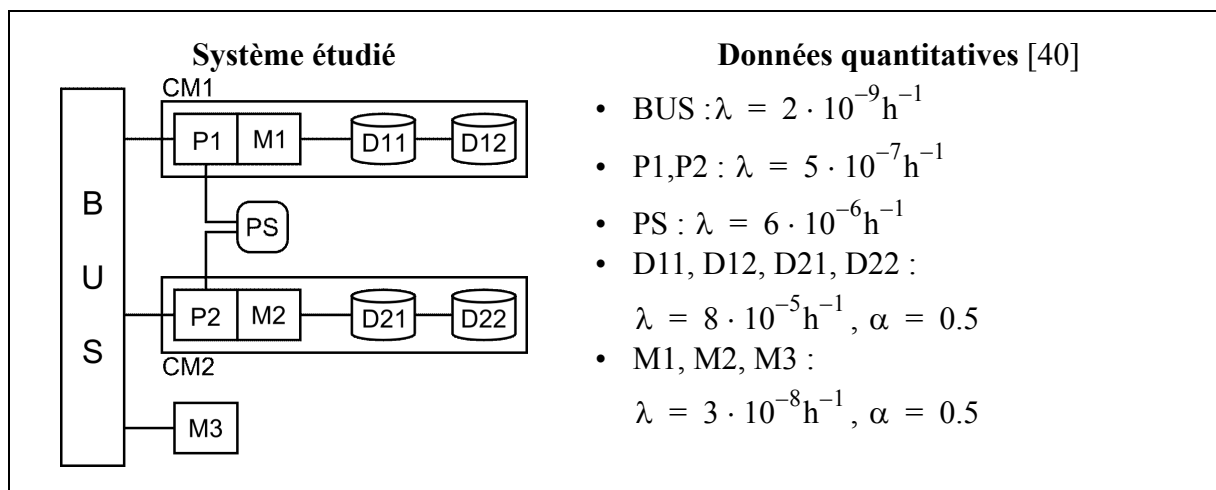 Système étudié
CM1
P1 M1 D11 D12
B
U
S
PS
P2 M2 D21 D22
CM2
M3
Données quantitatives [40]
• BUS : λ = 2 · 10⁻⁹h⁻¹
• P1,P2 : λ = 5 · 10⁻⁷h⁻¹
• PS : λ = 6 · 10⁻⁶h⁻¹
• D11, D12, D21, D22 :
λ = 8 · 10⁻⁵h⁻¹ , α = 0.5
• M1, M2, M3 :
λ = 3 · 10⁻⁸h⁻¹ , α = 0.5